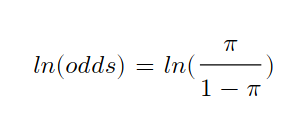 ln(odds) = ln(π / 1 − π)